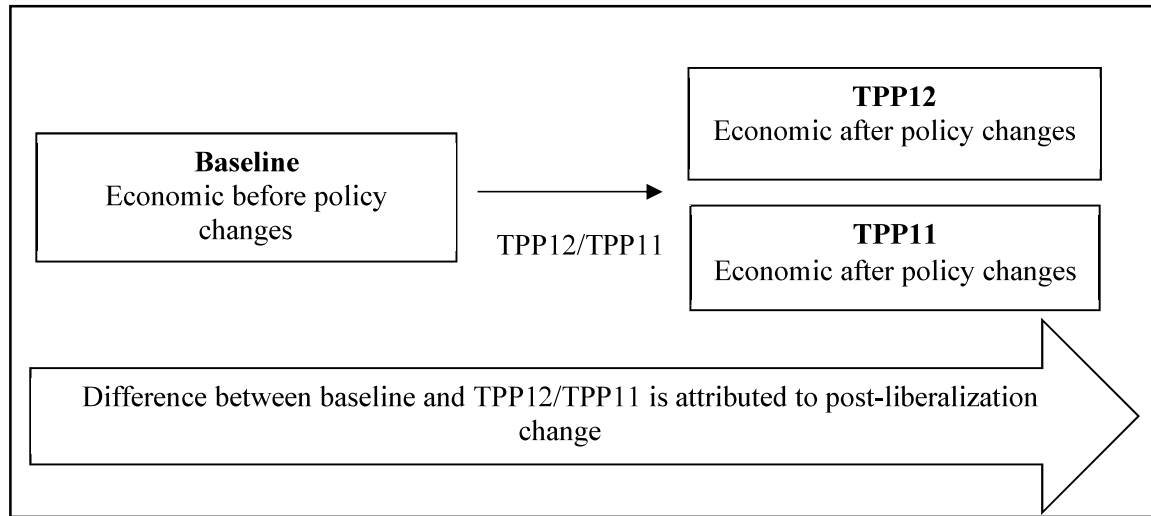 Baseline
Economic before policy
changes
TPP12/TPP11
TPP12
Economic after policy changes
TPP11
Economic after policy changes
Difference between baseline and TPP12/TPP11 is attributed to post-liberalization
change